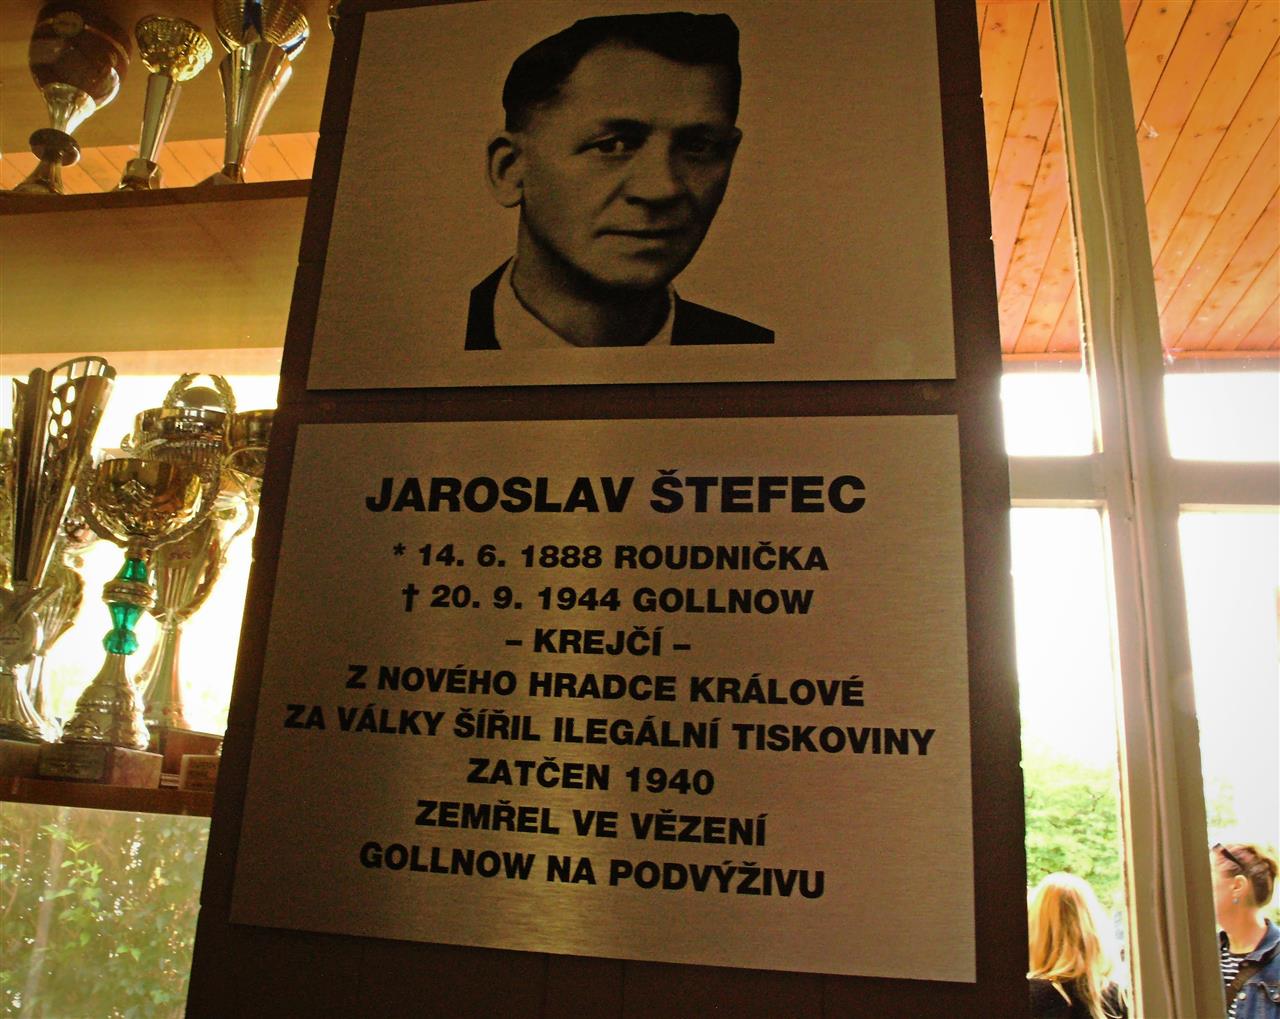 JAROSLAV ŠTEFEC
* 14. 6. 1888 ROUDNIČKA
† 20. 9. 1944 GOLLNOW
– KREJČÍ –
Z NOVÉHO HRADCE KRÁLOVÉ
ZA VÁLKY ŠÍŘIL ILEGÁLNÍ TISKOVINY
ZATČEN 1940
ZEMŘEL VE VĚZENÍ
GOLLNOW NA PODVÝŽIVU